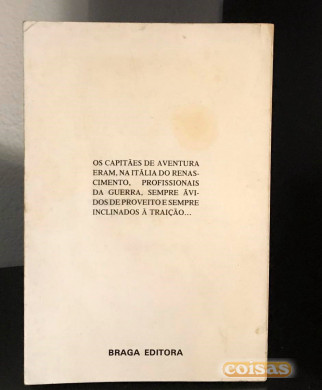 OS CAPITÃES DE AVENTURA
ERAM, NA ITÁLIA DO RENAS-
CIMENTO, PROFISSIONAIS
DA GUERRA, SEMPRE ÁVI-
DOS DE PROVEITO E SEMPRE
INCLINADOS À TRAIÇÃO...
BRAGA EDITORA
coisas